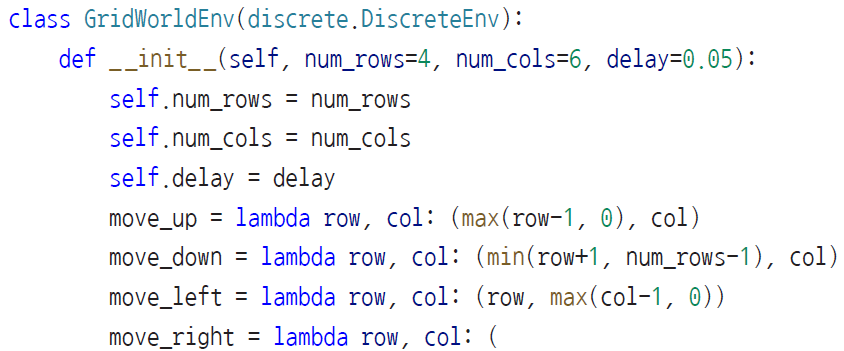 class GridWorldEnv(discrete.DiscreteEnv):
    def __init__(self, num_rows=4, num_cols=6, delay=0.05):
        self.num_rows = num_rows
        self.num_cols = num_cols
        self.delay = delay
        move_up = lambda row, col: (max(row-1, 0), col)
        move_down = lambda row, col: (min(row+1, num_rows-1), col)
        move_left = lambda row, col: (row, max(col-1, 0))
        move_right = lambda row, col: (